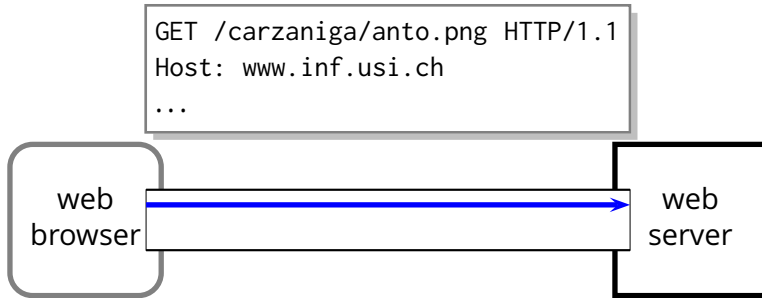 GET /carzaniga/anto.png HTTP/1.1
Host: www.inf.usi.ch
...
web
browser
web
server